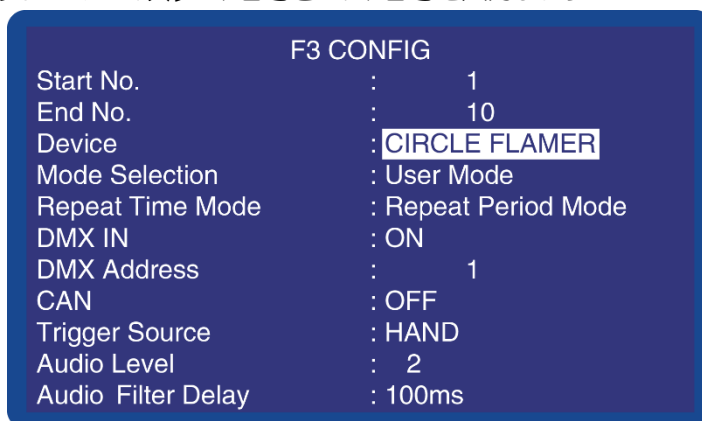 F3 CONFIG
Start No. : 1
End No. : 10
Device : CIRCLE FLAMER
Mode Selection : User Mode
Repeat Time Mode : Repeat Period Mode
DMX IN : ON
DMX Address : 1
CAN : OFF
Trigger Source : HAND
Audio Level : 2
Audio Filter Delay : 100ms